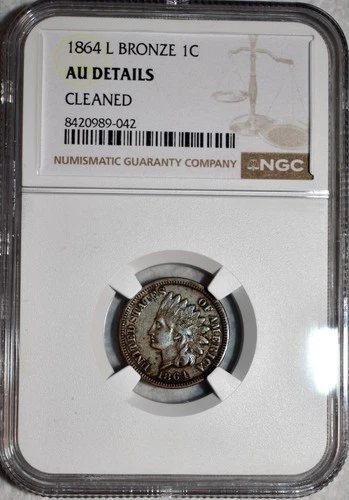 1864 L BRONZE 1C
AU DETAILS
CLEANED
8420989-042
NUMISMATIC GUARANTY COMPANY NGC
UNITED STATES OF AMERICA
1864